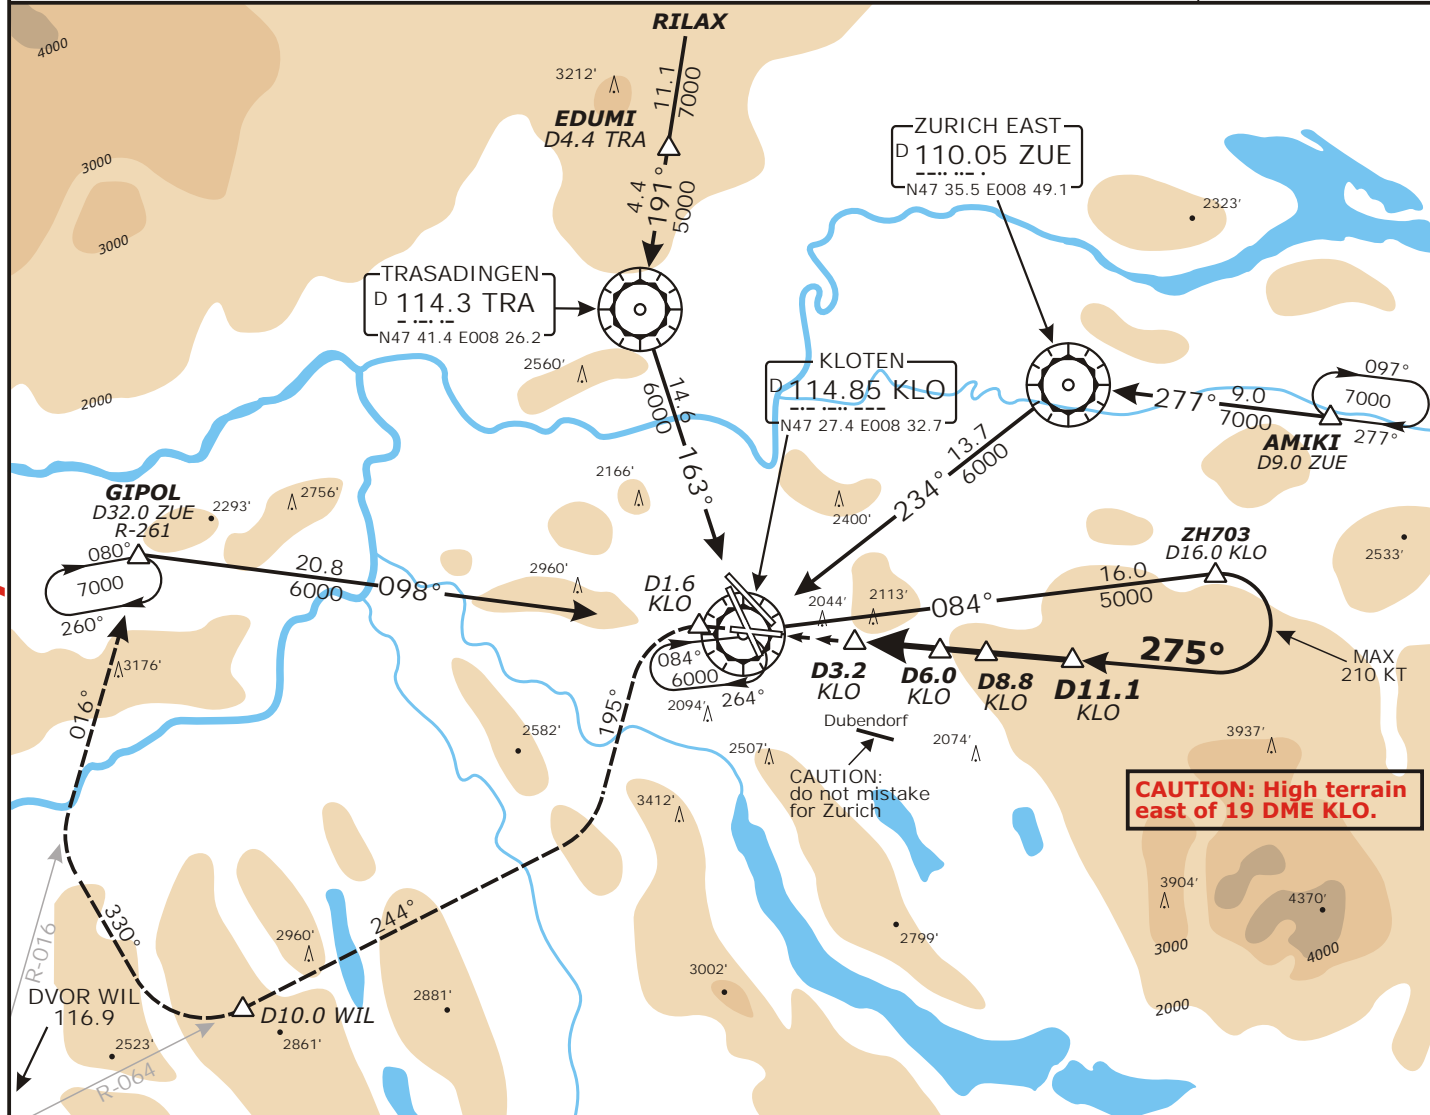 RILAX
4000
3212'
11.1
7000
EDUMI
D4.4 TRA
ZURICH EAST
D 110.05 ZUE
N47 35.5 E008 49.1
3000
4.4
191°
5000
2323'
3000
TRASADINGEN
D 114.3 TRA
N47 41.4 E008 26.2
KLOTEN
D 114.85 KLO
N47 27.4 E008 32.7
2560'
14.6
6000
163°
097°
7000
277°
277°
9.0
7000
AMIKI
D9.0 ZUE
2000
13.7
6000
234°
2166'
2400'
GIPOL
D32.0 ZUE
R-261
2293'
2756'
080°
7000
260°
20.8
6000
098°
2960'
ZH703
D16.0 KLO
2533'
16.0
5000
084°
D1.6
KLO
2044'
2113'
084°
6000
264°
275°
MAX
210 KT
D3.2
KLO
D6.0
KLO
D8.8
KLO
D11.1
KLO
3176'
016°
195°
2094'
2582'
Dubendorf
2507'
2074'
3937'
CAUTION:
do not mistake
for Zurich
CAUTION: High terrain
east of 19 DME KLO.
3412'
3904'
4370'
244°
330°
R-016
2960'
2799'
3000
4000
DVOR WIL
116.9
3002'
2881'
D10.0 WIL
2000
2523'
2861'
R-064